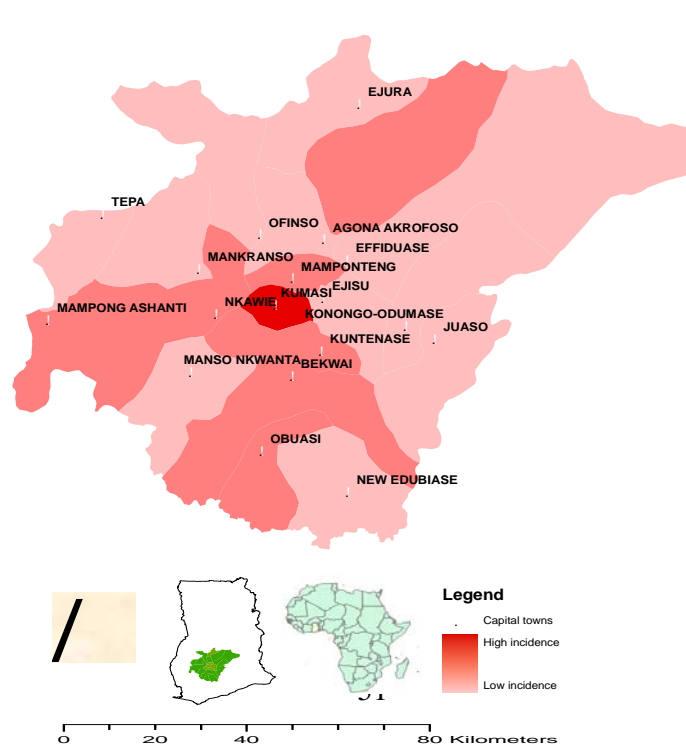 EJURA
TEPA
OFINSO
AGONA AKROFOSO
EFFIDUASE
MANKRANSO
MAMPONTENG
EJISU
KUMASI
MAMPONG ASHANTI
NKAWIE
KONONGO-ODUMASE
JUASO
KUNTENASE
MANSO NKWANTA
BEKWAI
OBUASI
NEW EDUBIASE
Legend
Capital towns
High incidence
Low incidence
0 20 40 80 Kilometers